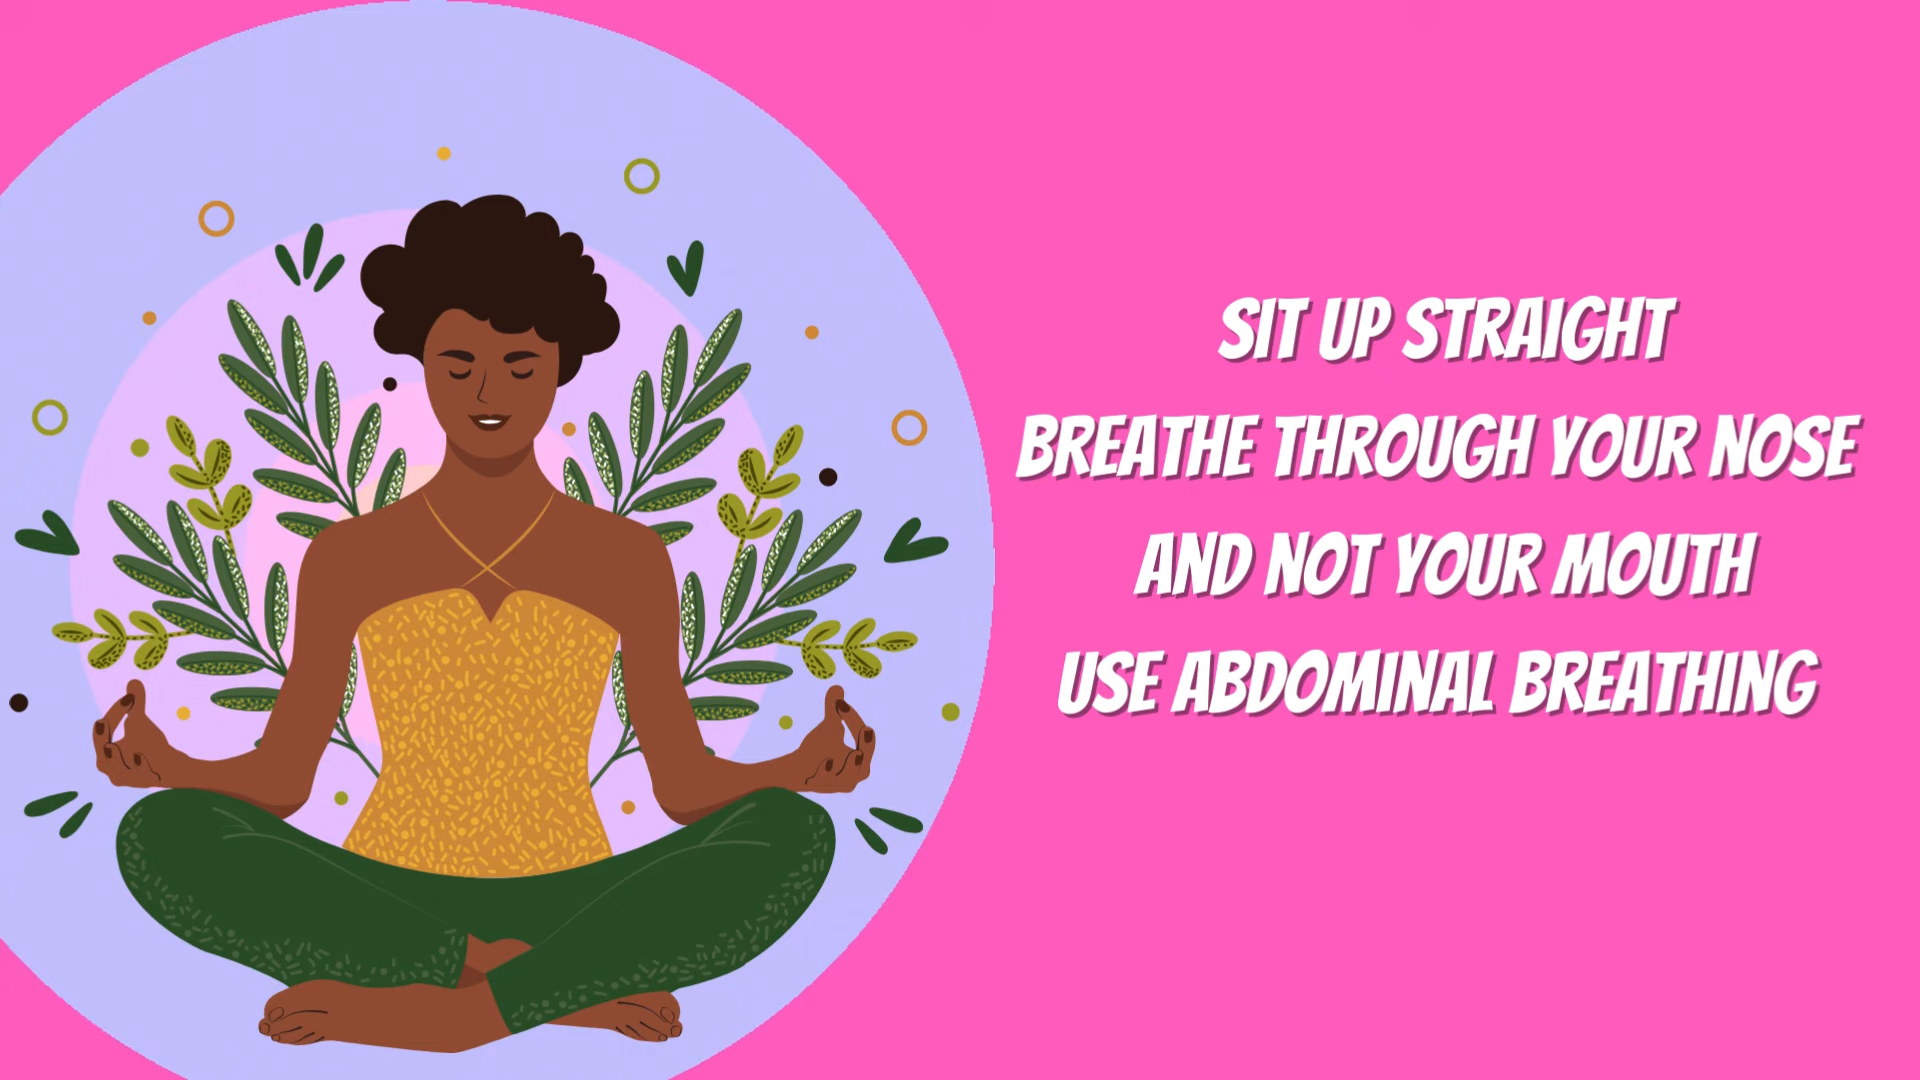 SIT UP STRAIGHT
BREATHE THROUGH YOUR NOSE
AND NOT YOUR MOUTH
USE ABDOMINAL BREATHING